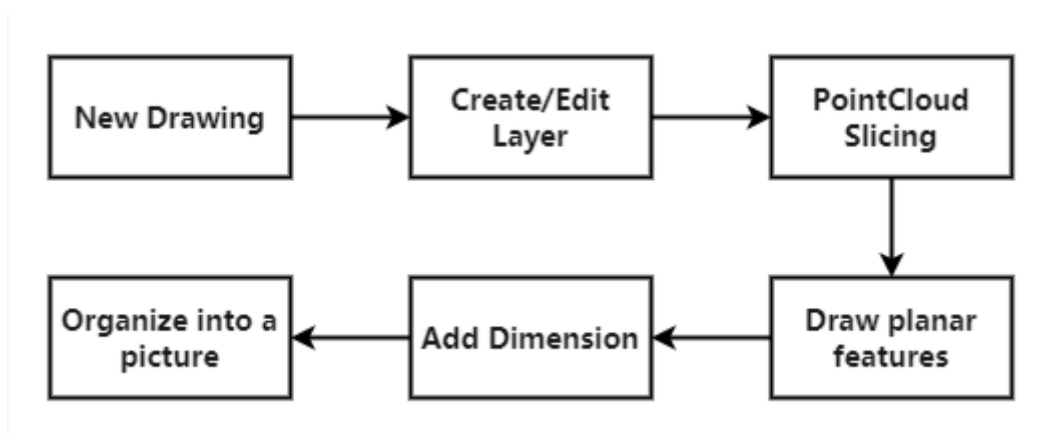 New Drawing
Create/Edit
Layer
PointCloud
Slicing
Organize into a
picture
Add Dimension
Draw planar
features